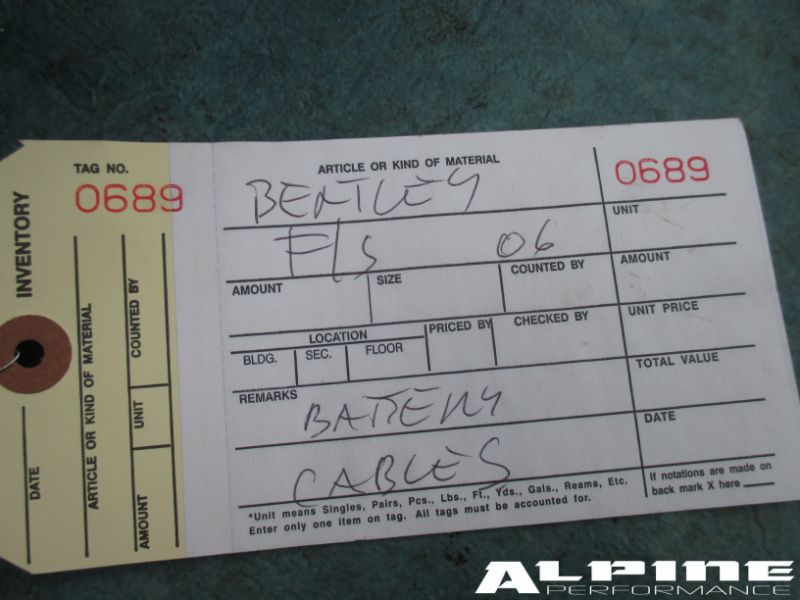 INVENTORY
TAG NO.
0689
ARTICLE OR KIND OF MATERIAL
COUNTED BY
UNIT
DATE
AMOUNT
ARTICLE OR KIND OF MATERIAL
0689
BENTLEY
UNIT
F/S 06
AMOUNT
SIZE
COUNTED BY
AMOUNT
LOCATION
PRICED BY
CHECKED BY
UNIT PRICE
BLDG.
SEC.
FLOOR
TOTAL VALUE
REMARKS
BATTERY
DATE
CABLES
*Unit means Singles, Pairs, Pcs., Lbs., Ft., Yds., Gals., Reams, Etc.
Enter only one item on tag. All tags must be accounted for.
If notations are made on
back mark X here
ALPINE
PERFORMANCE